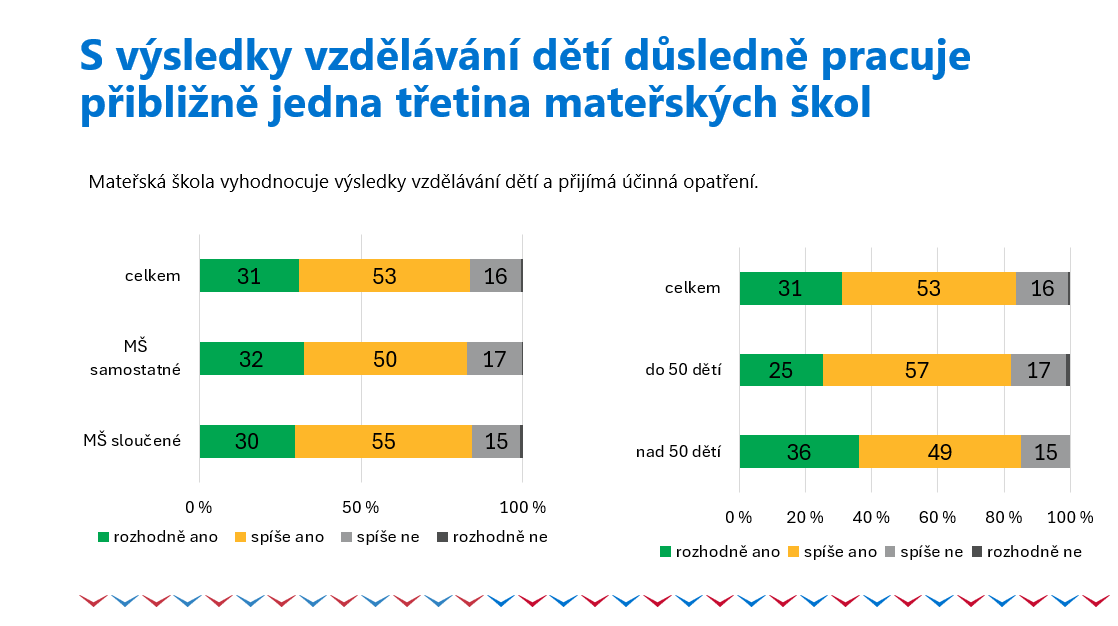 S výsledky vzdělávání dětí důsledně pracuje
přibližně jedna třetina mateřských škol
Mateřská škola vyhodnocuje výsledky vzdělávání dětí a přijímá účinná opatření.
celkem 31 53 16
MŠ
samostatné 32 50 17
MŠ sloučené 30 55 15
0 % 50 % 100 %
rozhodně ano spíše ano spíše ne rozhodně ne
celkem 31 53 16
do 50 dětí 25 57 17
nad 50 dětí 36 49 15
0 % 20 % 40 % 60 % 80 % 100 %
rozhodně ano spíše ano spíše ne rozhodně ne